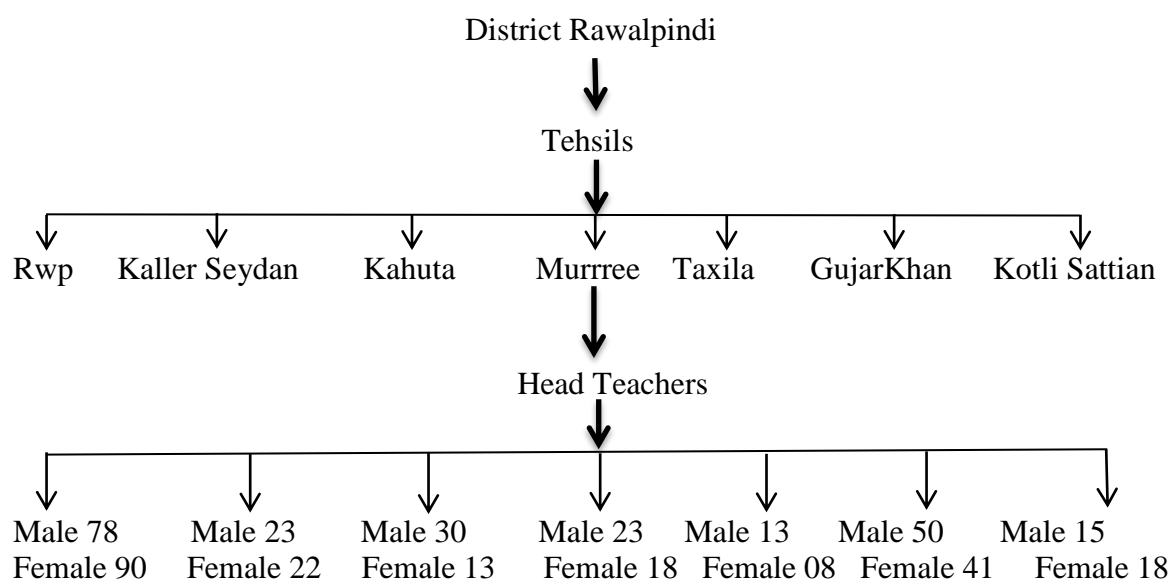 District Rawalpindi
Tehsils
Rwp Kaller Seydan Kahuta Murrree Taxila GujarKhan Kotli Sattian
Head Teachers
Male 78 Male 23 Male 30 Male 23 Male 13 Male 50 Male 15
Female 90 Female 22 Female 13 Female 18 Female 08 Female 41 Female 18